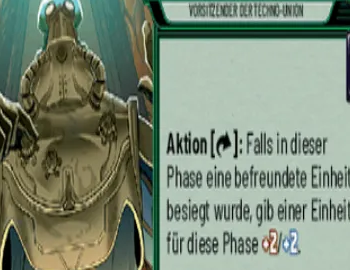 VORSITZENDER DER TECHNO-UNION
Aktion [↷]: Falls in dieser
Phase eine befreundete Einheit
besiegt wurde, gib einer Einheit
für diese Phase +2/+2